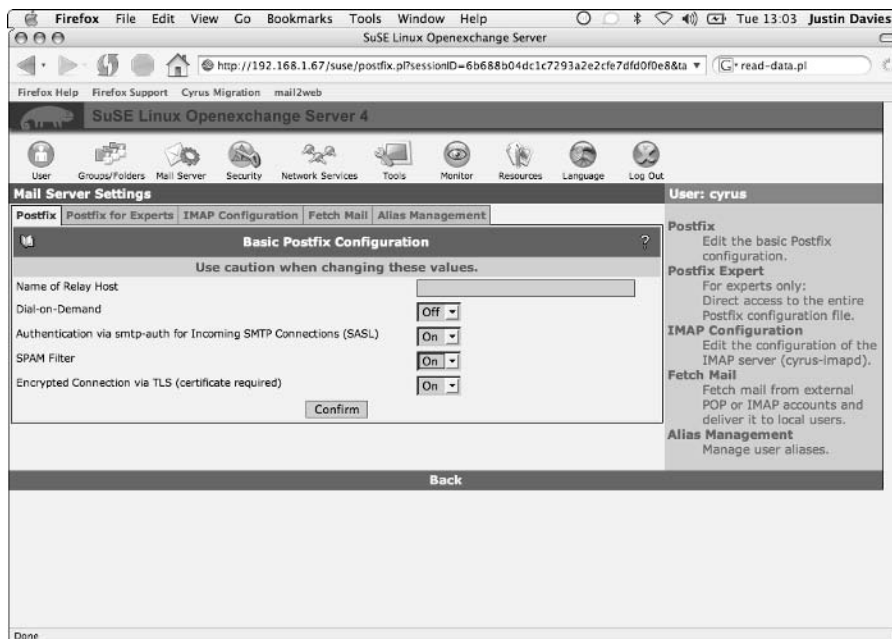 Firefox File Edit View Go Bookmarks Tools Window Help Tue 13:03 Justin Davies
SuSE Linux Openexchange Server
http://192.168.1.67/suse/postfix.pl?sessionID=6b688b04dc1c7293a2e2cfe7dfd0f0e8&ta G read-data.pl
Firefox Help Firefox Support Cyrus Migration mail2web
SuSE Linux Openexchange Server 4
User Groups/Folders Mail Server Security Network Services Tools Monitor Resources Language Log Out
Mail Server Settings
Postfix Postfix for Experts IMAP Configuration Fetch Mail Alias Management
Basic Postfix Configuration ?
Use caution when changing these values.
Name of Relay Host
Dial-on-Demand Off
Authentication via smtp-auth for Incoming SMTP Connections (SASL) On
SPAM Filter On
Encrypted Connection via TLS (certificate required) On
Confirm
User: cyrus
Postfix
Edit the basic Postfix
configuration.
Postfix Expert
For experts only:
Direct access to the entire
Postfix configuration file.
IMAP Configuration
Edit the configuration of the
IMAP server (cyrus-imapd).
Fetch Mail
Fetch mail from external
POP or IMAP accounts and
deliver it to local users.
Alias Management
Manage user aliases.
Back
Done